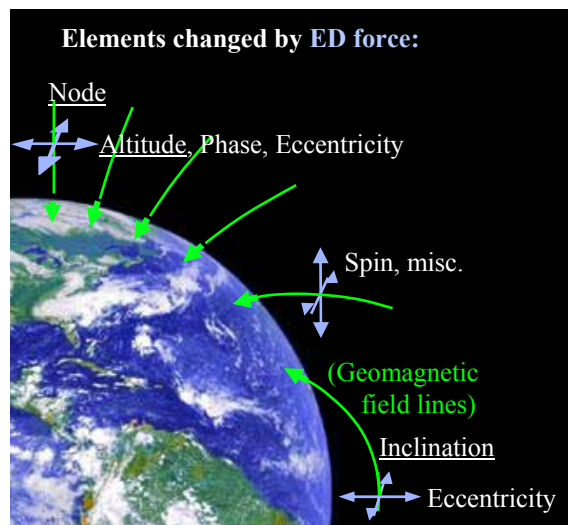 Elements changed by ED force:
Node
Altitude, Phase, Eccentricity
Spin, misc.
(Geomagnetic
field lines)
Inclination
Eccentricity